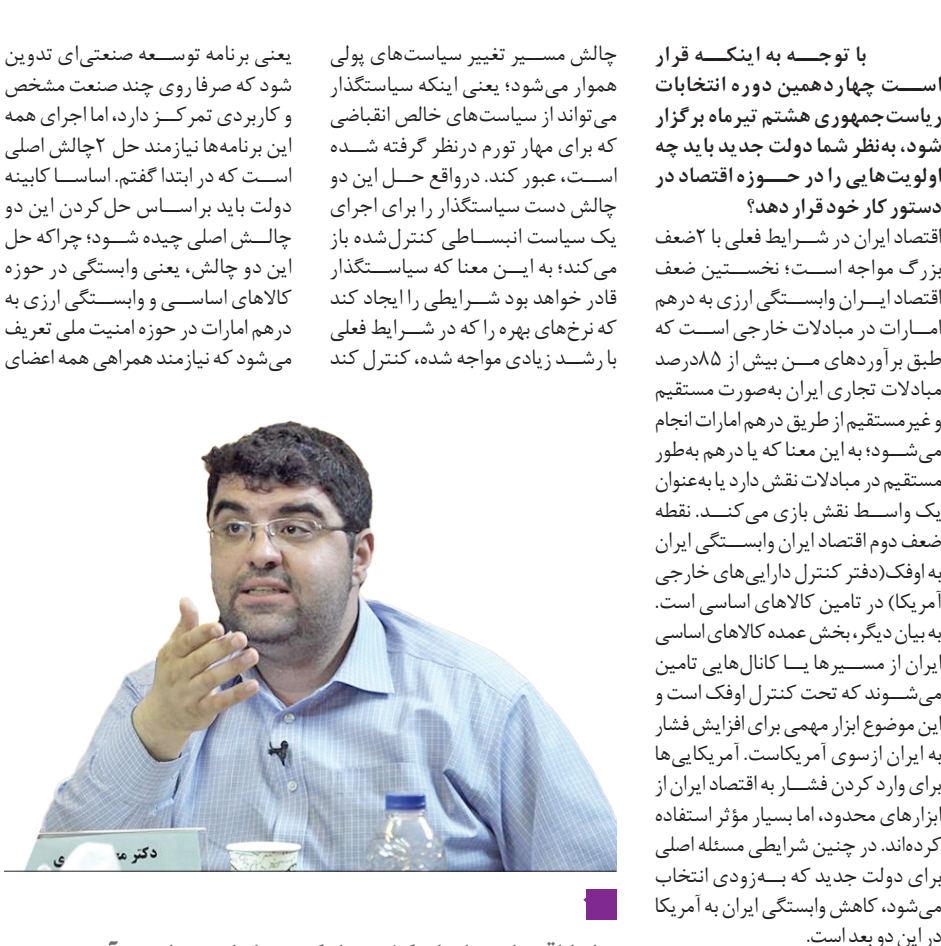 با توجه به اینکه قرار
است چهاردهمین دوره انتخابات
ریاست‌جمهوری هشتم تیرماه برگزار
شود، به‌نظر شما دولت جدید باید چه
اولویت‌هایی را در حوزه اقتصاد در
دستور کار خود قرار دهد؟
اقتصاد ایران در شرایط فعلی با ۲ضعف
بزرگ مواجه است؛ نخستین ضعف
اقتصاد ایران وابستگی ارزی به درهم
امارات در مبادلات خارجی است که
طبق برآوردهای من بیش از ۸۵درصد
مبادلات تجاری ایران به‌صورت مستقیم
و غیرمستقیم از طریق درهم امارات انجام
می‌شود؛ به این معنا که یا درهم به‌طور
مستقیم در مبادلات نقش دارد یا به‌عنوان
یک واسط نقش بازی می‌کند. نقطه
ضعف دوم اقتصاد ایران وابستگی ایران
به اوفک(دفتر کنترل دارایی‌های خارجی
آمریکا) در تامین کالاهای اساسی است.
به بیان دیگر، بخش عمده کالاهای اساسی
ایران از مسیرها یا کانال‌هایی تامین
می‌شوند که تحت کنترل اوفک است و
این موضوع ابزار مهمی برای افزایش فشار
به ایران ازسوی آمریکاست. آمریکایی‌ها
برای وارد کردن فشار به اقتصاد ایران از
ابزارهای محدود، اما بسیار مؤثر استفاده
کرده‌اند. در چنین شرایطی مسئله اصلی
برای دولت جدید که به‌زودی انتخاب
می‌شود، کاهش وابستگی ایران به آمریکا
در این دو بعد است.
چالش مسیر تغییر سیاست‌های پولی
هموار می‌شود؛ یعنی اینکه سیاستگذار
می‌تواند از سیاست‌های خالص انقباضی
که برای مهار تورم درنظر گرفته شده
است، عبور کند. درواقع حل این دو
چالش دست سیاستگذار را برای اجرای
یک سیاست انبساطی کنترل‌شده باز
می‌کند؛ به این معنا که سیاستگذار
قادر خواهد بود شرایطی را ایجاد کند
که نرخ‌های بهره را که در شرایط فعلی
با رشد زیادی مواجه شده، کنترل کند
یعنی برنامه توسعه صنعتی‌ای تدوین
شود که صرفا روی چند صنعت مشخص
و کاربردی تمرکز دارد، اما اجرای همه
این برنامه‌ها نیازمند حل ۲چالش اصلی
است که در ابتدا گفتم. اساسا کابینه
دولت باید براساس حل کردن این دو
چالش اصلی چیده شود؛ چراکه حل
این دو چالش، یعنی وابستگی در حوزه
کالاهای اساسی و وابستگی ارزی به
درهم امارات در حوزه امنیت ملی تعریف
می‌شود که نیازمند همراهی همه اعضای
دکتر